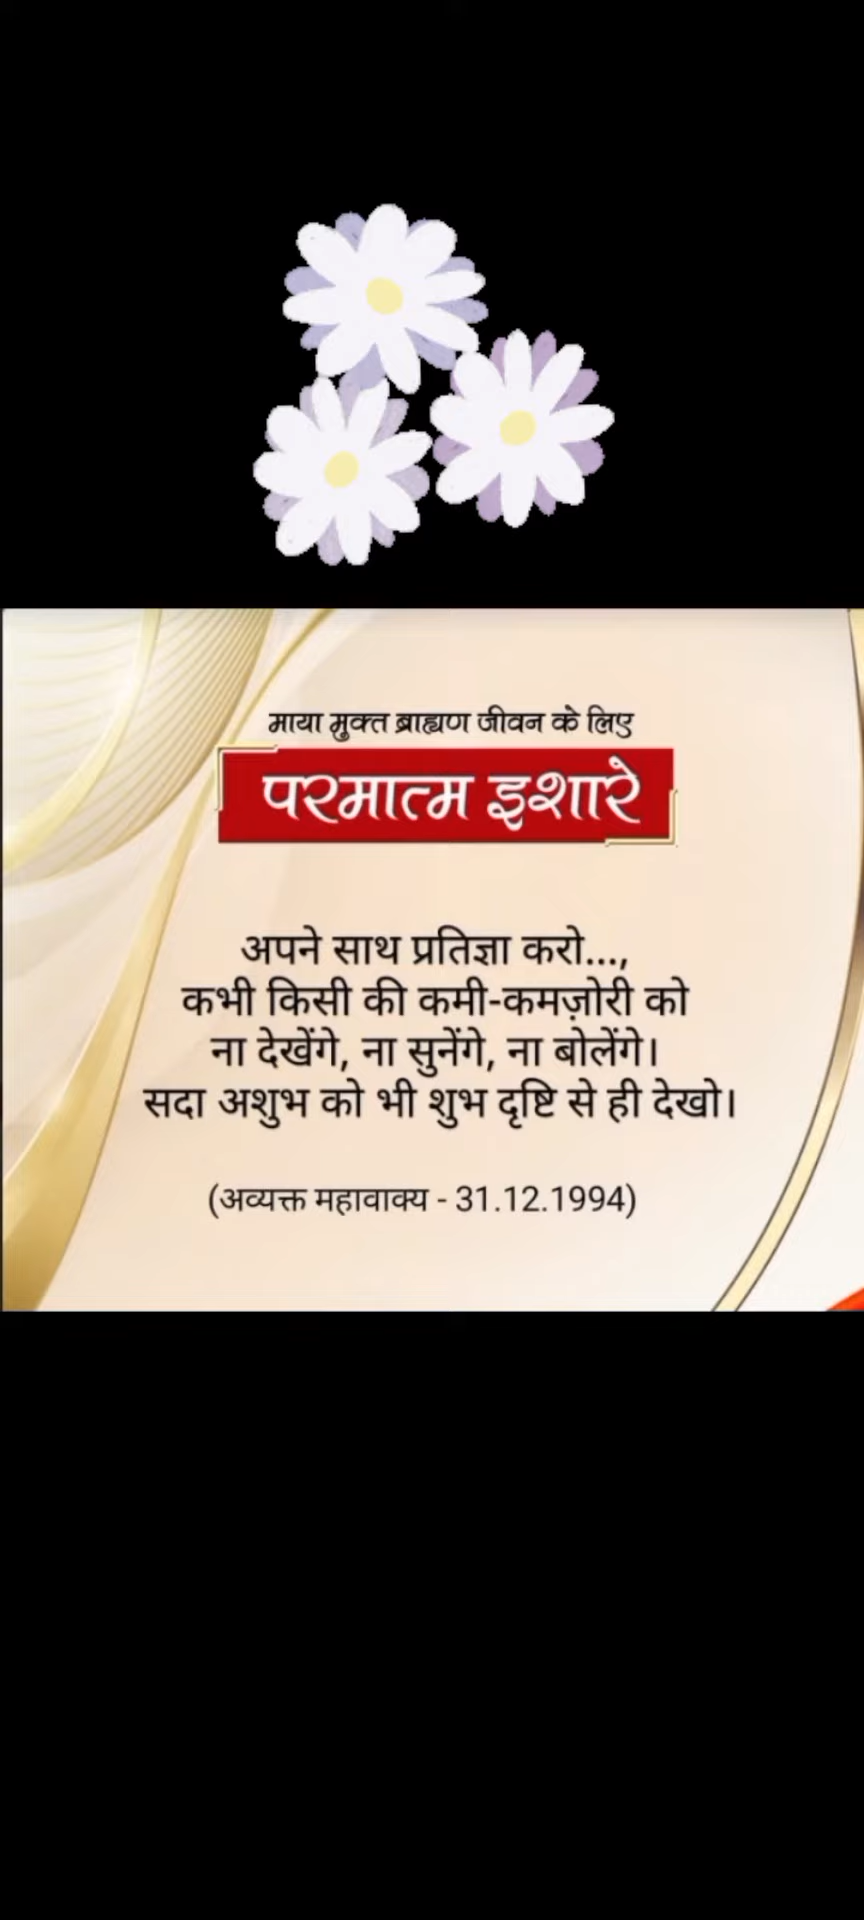 माया मुक्त ब्राह्मण जीवन के लिए
परमात्म इशारे
अपने साथ प्रतिज्ञा करो...,
कभी किसी की कमी-कमज़ोरी को
ना देखेंगे, ना सुनेंगे, ना बोलेंगे।
सदा अशुभ को भी शुभ दृष्टि से ही देखो।
(अव्यक्त महावाक्य - 31.12.1994)